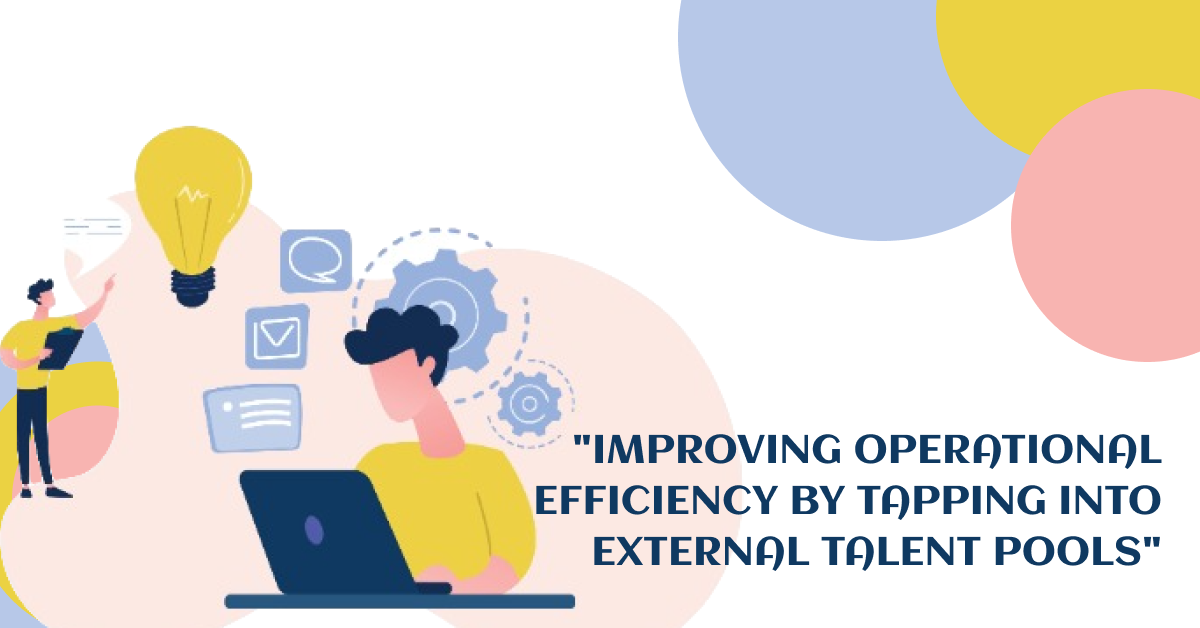 "IMPROVING OPERATIONAL
EFFICIENCY BY TAPPING INTO
EXTERNAL TALENT POOLS"